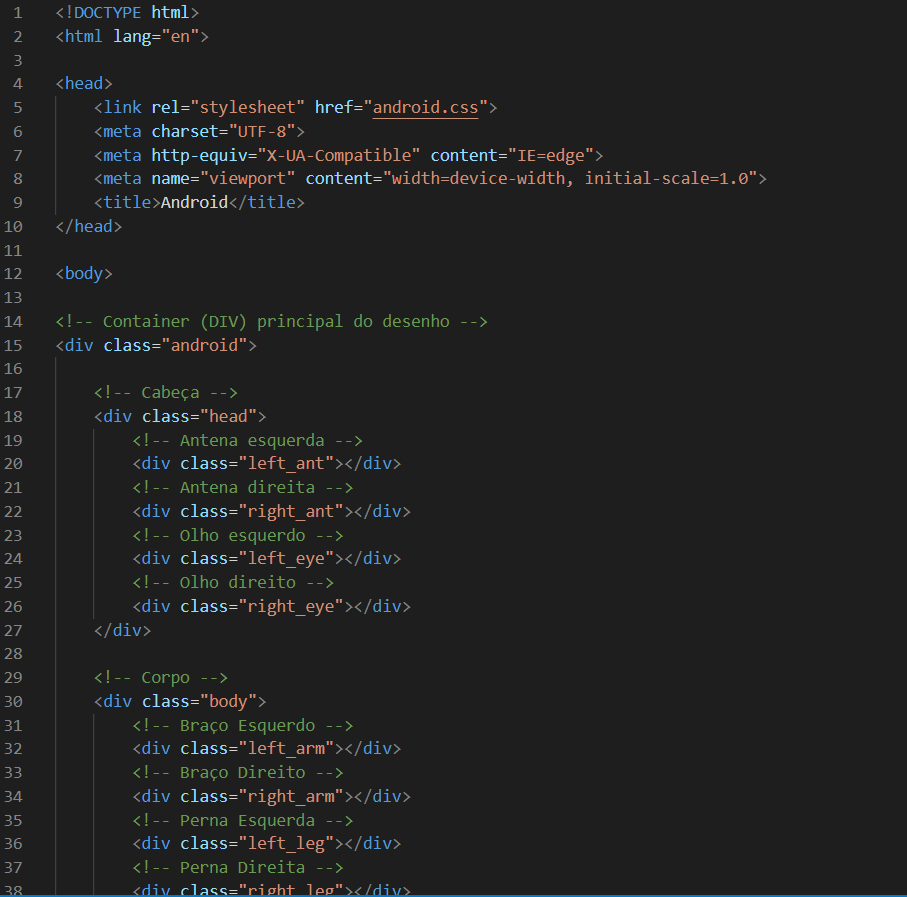 1 <!DOCTYPE html>
2 <html lang="en">
3
4 <head>
5     <link rel="stylesheet" href="android.css">
6     <meta charset="UTF-8">
7     <meta http-equiv="X-UA-Compatible" content="IE=edge">
8     <meta name="viewport" content="width=device-width, initial-scale=1.0">
9     <title>Android</title>
10 </head>
11
12 <body>
13
14 <!-- Container (DIV) principal do desenho -->
15 <div class="android">
16
17     <!-- Cabeça -->
18     <div class="head">
19         <!-- Antena esquerda -->
20         <div class="left_ant"></div>
21         <!-- Antena direita -->
22         <div class="right_ant"></div>
23         <!-- Olho esquerdo -->
24         <div class="left_eye"></div>
25         <!-- Olho direito -->
26         <div class="right_eye"></div>
27     </div>
28
29     <!-- Corpo -->
30     <div class="body">
31         <!-- Braço Esquerdo -->
32         <div class="left_arm"></div>
33         <!-- Braço Direito -->
34         <div class="right_arm"></div>
35         <!-- Perna Esquerda -->
36         <div class="left_leg"></div>
37         <!-- Perna Direita -->
38         <div class="right_leg"></div>